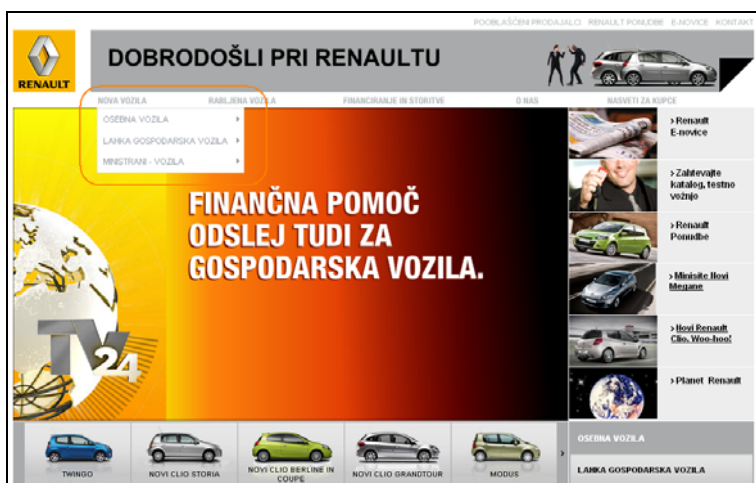 POOBLAŠČENI PRODAJALCI RENAULT PONUDBE E-NOVICE KONTAKT
RENAULT
DOBRODOŠLI PRI RENAULTU
NOVA VOZILA RABLJENA VOZILA FINANCIRANJE IN STORITVE O NAS NASVETI ZA KUPCE
OSEBNA VOZILA
LAHKA GOSPODARSKA VOZILA
MINISTRANI - VOZILA
FINANČNA POMOČ
ODSLEJ TUDI ZA
GOSPODARSKA VOZILA.
TV
24
› Renault
E-novice
› Zahtevajte
katalog, testno
vožnjo
› Renault
Ponudbe
› Minisite Novi
Megane
› Novi Renault
Clio. Woo-hoo!
› Planet Renault
TWINGO
NOVI CLIO STORIA
NOVI CLIO BERLINE IN
COUPE
NOVI CLIO GRANDTOUR
MODUS
OSEBNA VOZILA
LAHKA GOSPODARSKA VOZILA